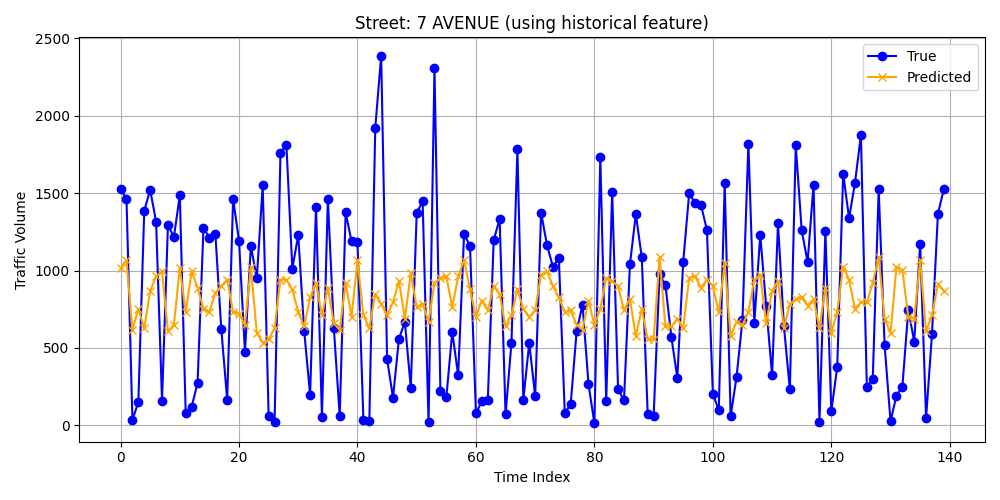 Street: 7 AVENUE (using historical feature)
True
Predicted
Traffic Volume
2500
2000
1500
1000
500
0
0 20 40 60 80 100 120 140
Time Index